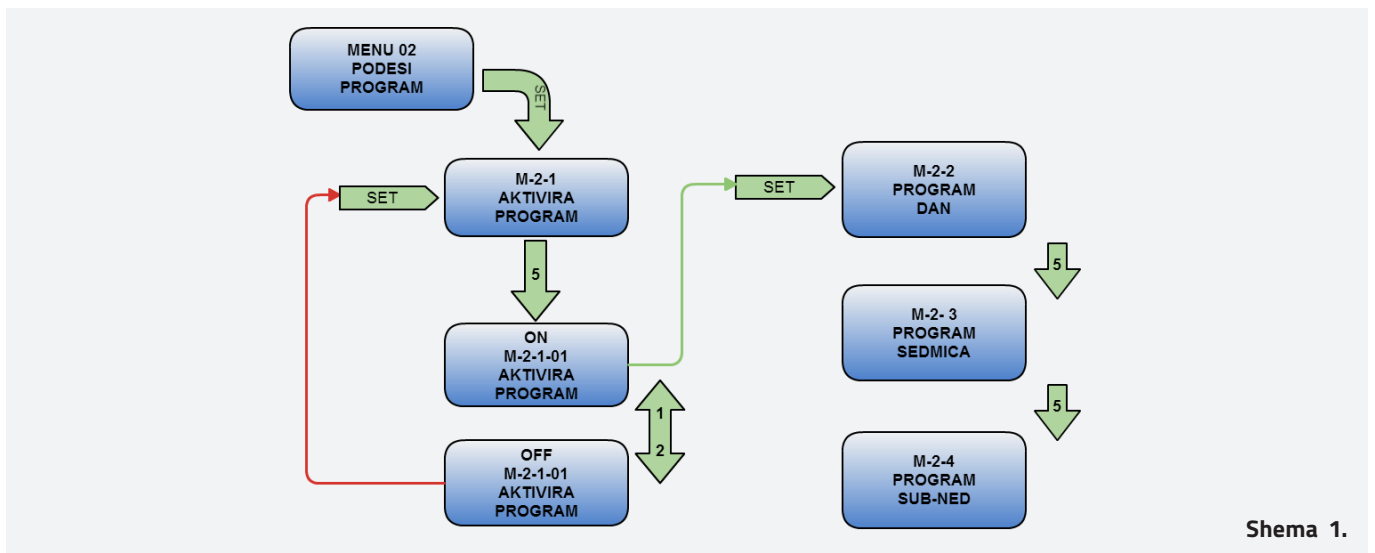 MENU 02
PODESI
PROGRAM
SET
M-2-1
AKTIVIRA
PROGRAM
SET
5
ON
M-2-1-01
AKTIVIRA
PROGRAM
1
2
OFF
M-2-1-01
AKTIVIRA
PROGRAM
SET
M-2-2
PROGRAM
DAN
5
M-2- 3
PROGRAM
SEDMICA
5
M-2-4
PROGRAM
SUB-NED
Shema 1.